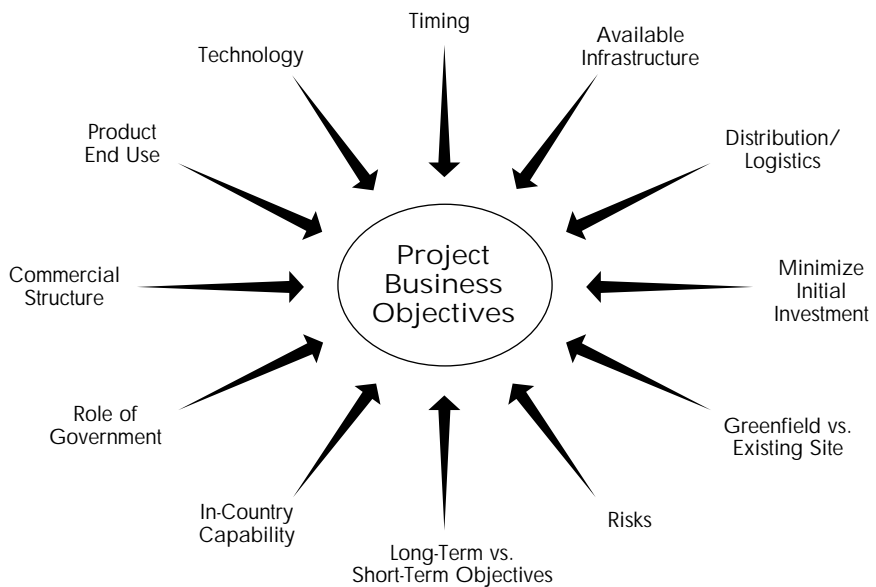 Timing
Available
Infrastructure
Technology
Product
End Use
Distribution/
Logistics
Commercial
Structure
Project
Business
Objectives
Minimize
Initial
Investment
Role of
Government
Greenfield vs.
Existing Site
In-Country
Capability
Long-Term vs.
Short-Term Objectives
Risks